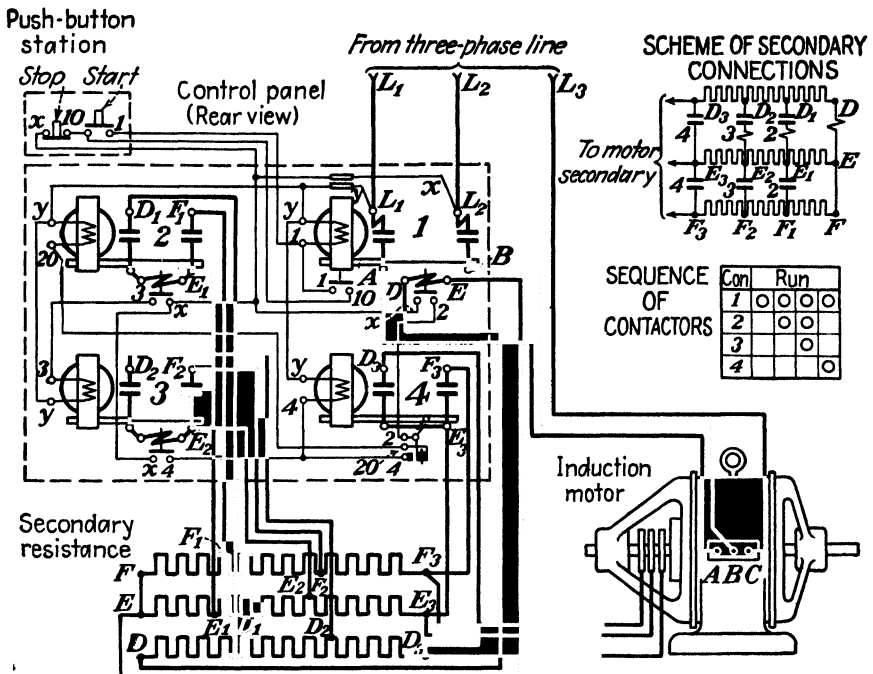 Push-button
station
Stop Start
x 10 1
Control panel
(Rear view)
From three-phase line
L1 L2 L3
SCHEME OF SECONDARY
CONNECTIONS
D3 D2 D1 D
4 3 2
To motor
secondary
E3 E2 E1 E
4 3 2
F3 F2 F1 F
y D1 F1
2
20
3 E1
x
y L1 x L2
1
1
A B
1 10
D E
x 2
3 D2 F2
3
y
E2
x 4
y D3 F3
4
4
2 E3
20 4
SEQUENCE
OF
CONTACTORS
Con Run
1 O O O O
2 O O
3 O
4 O
Induction
motor
A B C
Secondary
resistance
F1
F F3
E2 F2
E E3
E1 D2
D